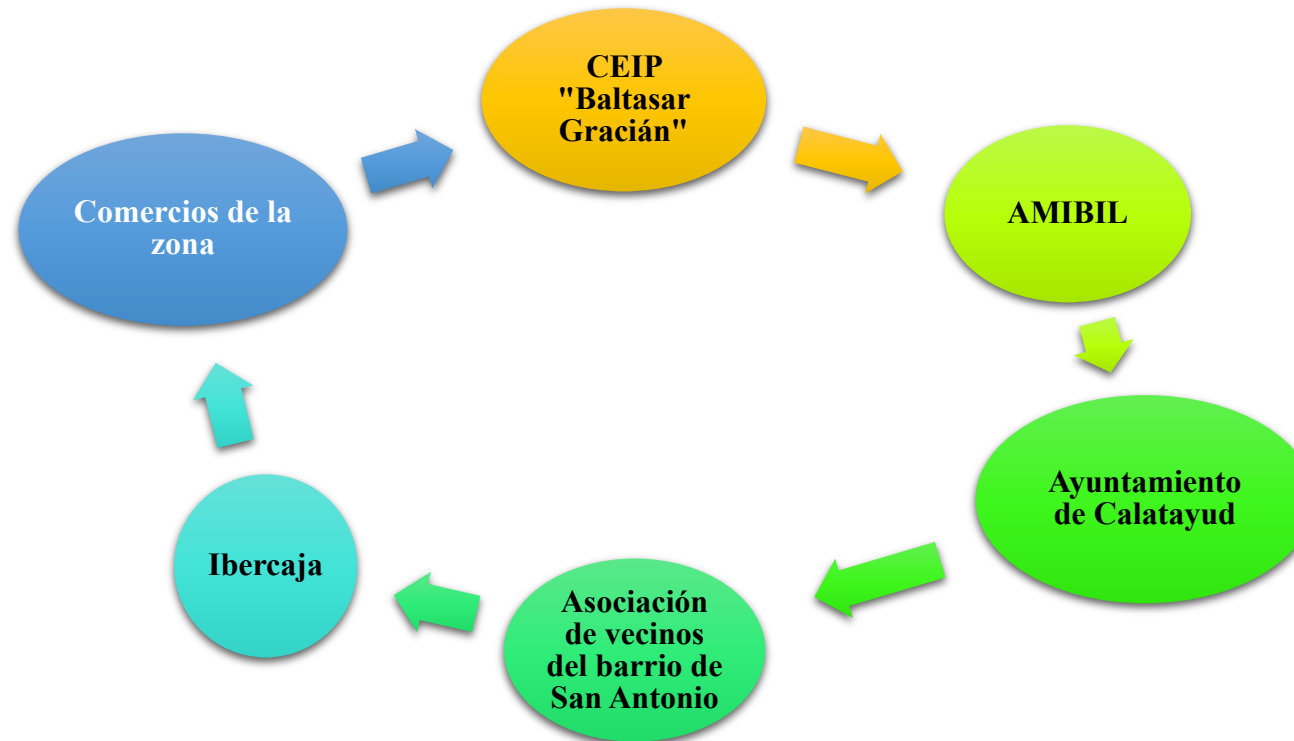 CEIP
"Baltasar
Gracián"
AMIBIL
Ayuntamiento
de Calatayud
Asociación
de vecinos
del barrio de
San Antonio
Ibercaja
Comercios de la
zona